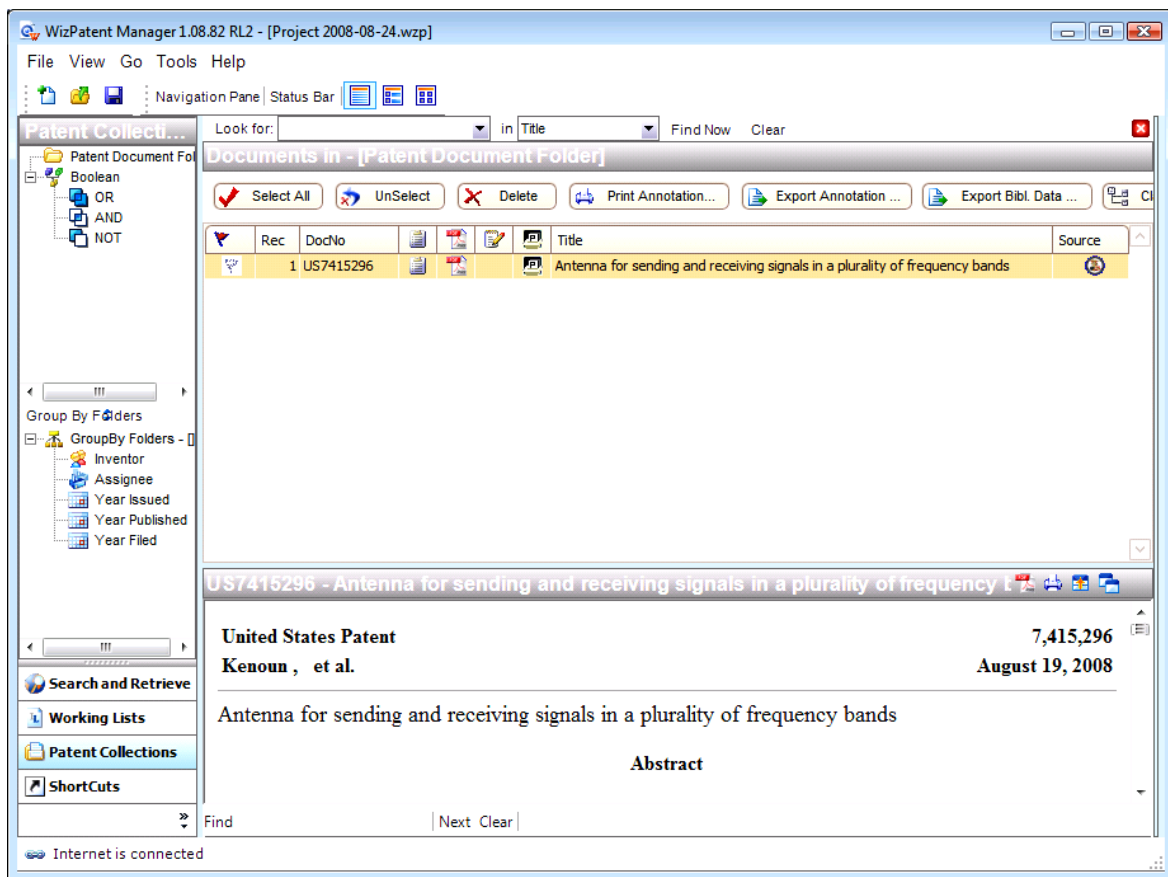 WizPatent Manager 1.08.82 RL2 - [Project 2008-08-24.wzp]
File View Go Tools Help
Navigation Pane Status Bar
Patent Collecti...
Look for: in Title Find Now Clear
Patent Document Fol
Documents in - [Patent Document Folder]
Boolean
OR
AND
NOT
Select All UnSelect Delete Print Annotation... Export Annotation ... Export Bibl. Data ... Cl
Rec DocNo Title Source
1 US7415296 Antenna for sending and receiving signals in a plurality of frequency bands
Group By Folders
GroupBy Folders - []
Inventor
Assignee
Year Issued
Year Published
Year Filed
US7415296 - Antenna for sending and receiving signals in a plurality of frequency b
United States Patent 7,415,296
Kenoun , et al. August 19, 2008
Antenna for sending and receiving signals in a plurality of frequency bands
Abstract
Search and Retrieve
Working Lists
Patent Collections
ShortCuts
Find Next Clear
Internet is connected